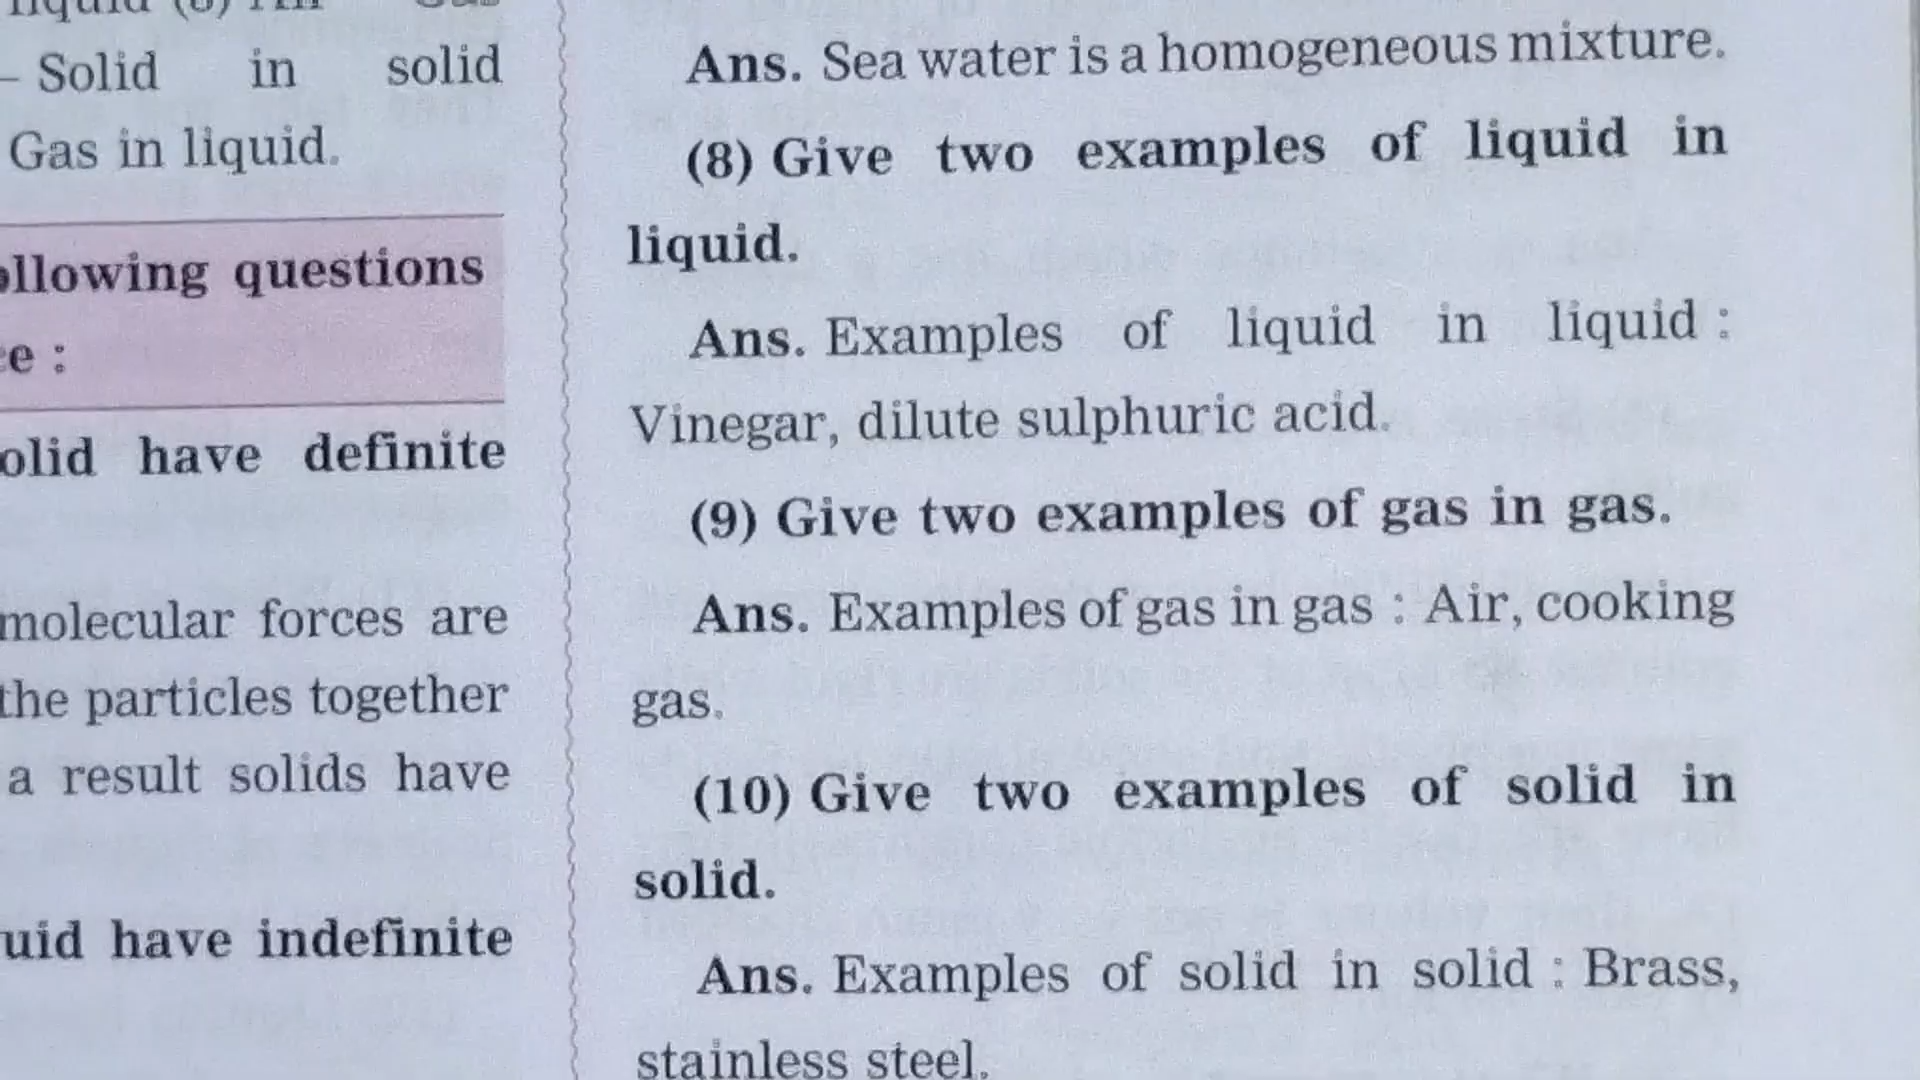 – Solid in solid
Gas in liquid.
following questions
:
solid have definite
molecular forces are
the particles together
a result solids have
have indefinite
Ans. Sea water is a homogeneous mixture.
(8) Give two examples of liquid in
liquid.
Ans. Examples of liquid in liquid :
Vinegar, dilute sulphuric acid.
(9) Give two examples of gas in gas.
Ans. Examples of gas in gas : Air, cooking
gas.
(10) Give two examples of solid in
solid.
Ans. Examples of solid in solid : Brass,
stainless steel.